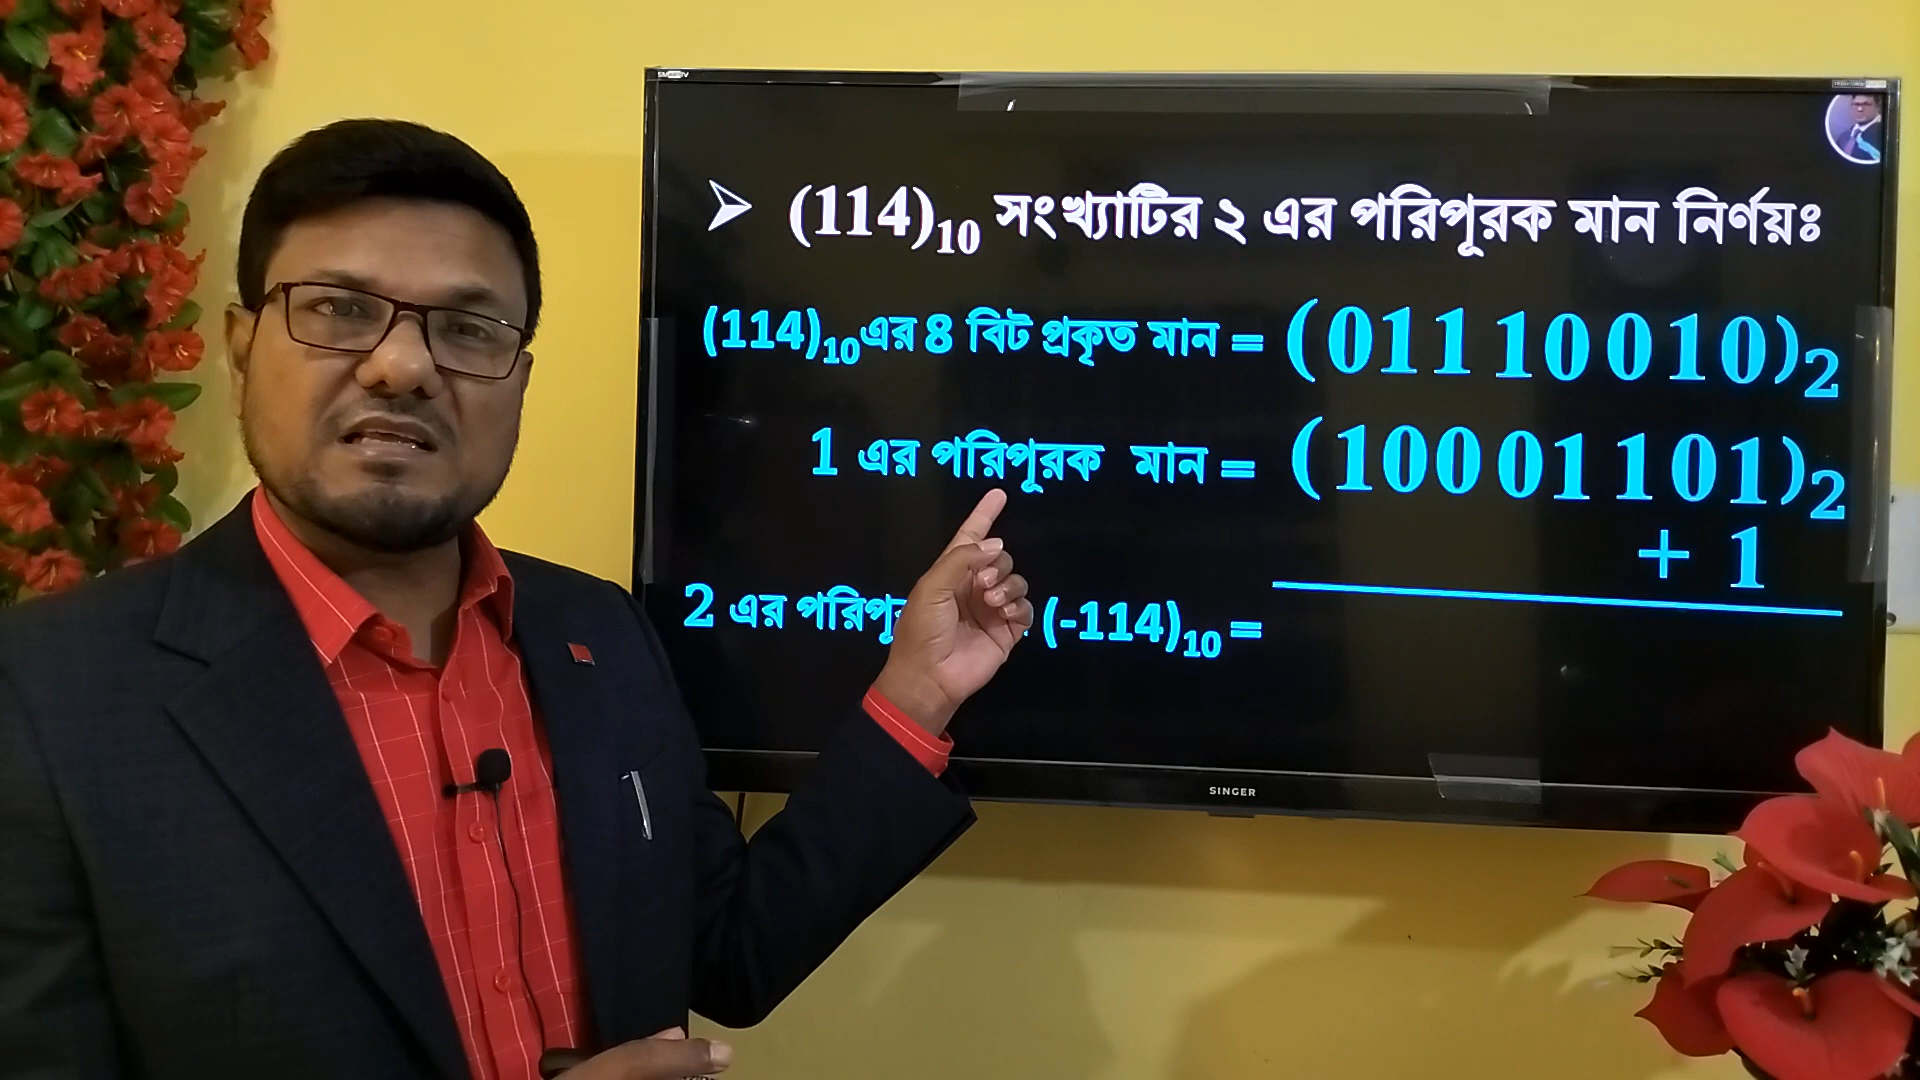 ➢ (114)₁₀ সংখ্যাটির ২ এর পরিপূরক মান নির্ণয়ঃ
(114)₁₀এর 8 বিট প্রকৃত মান = (01110010)₂
1 এর পরিপূরক মান = (10001101)₂
+ 1
2 এর (-114)₁₀ =
SINGER